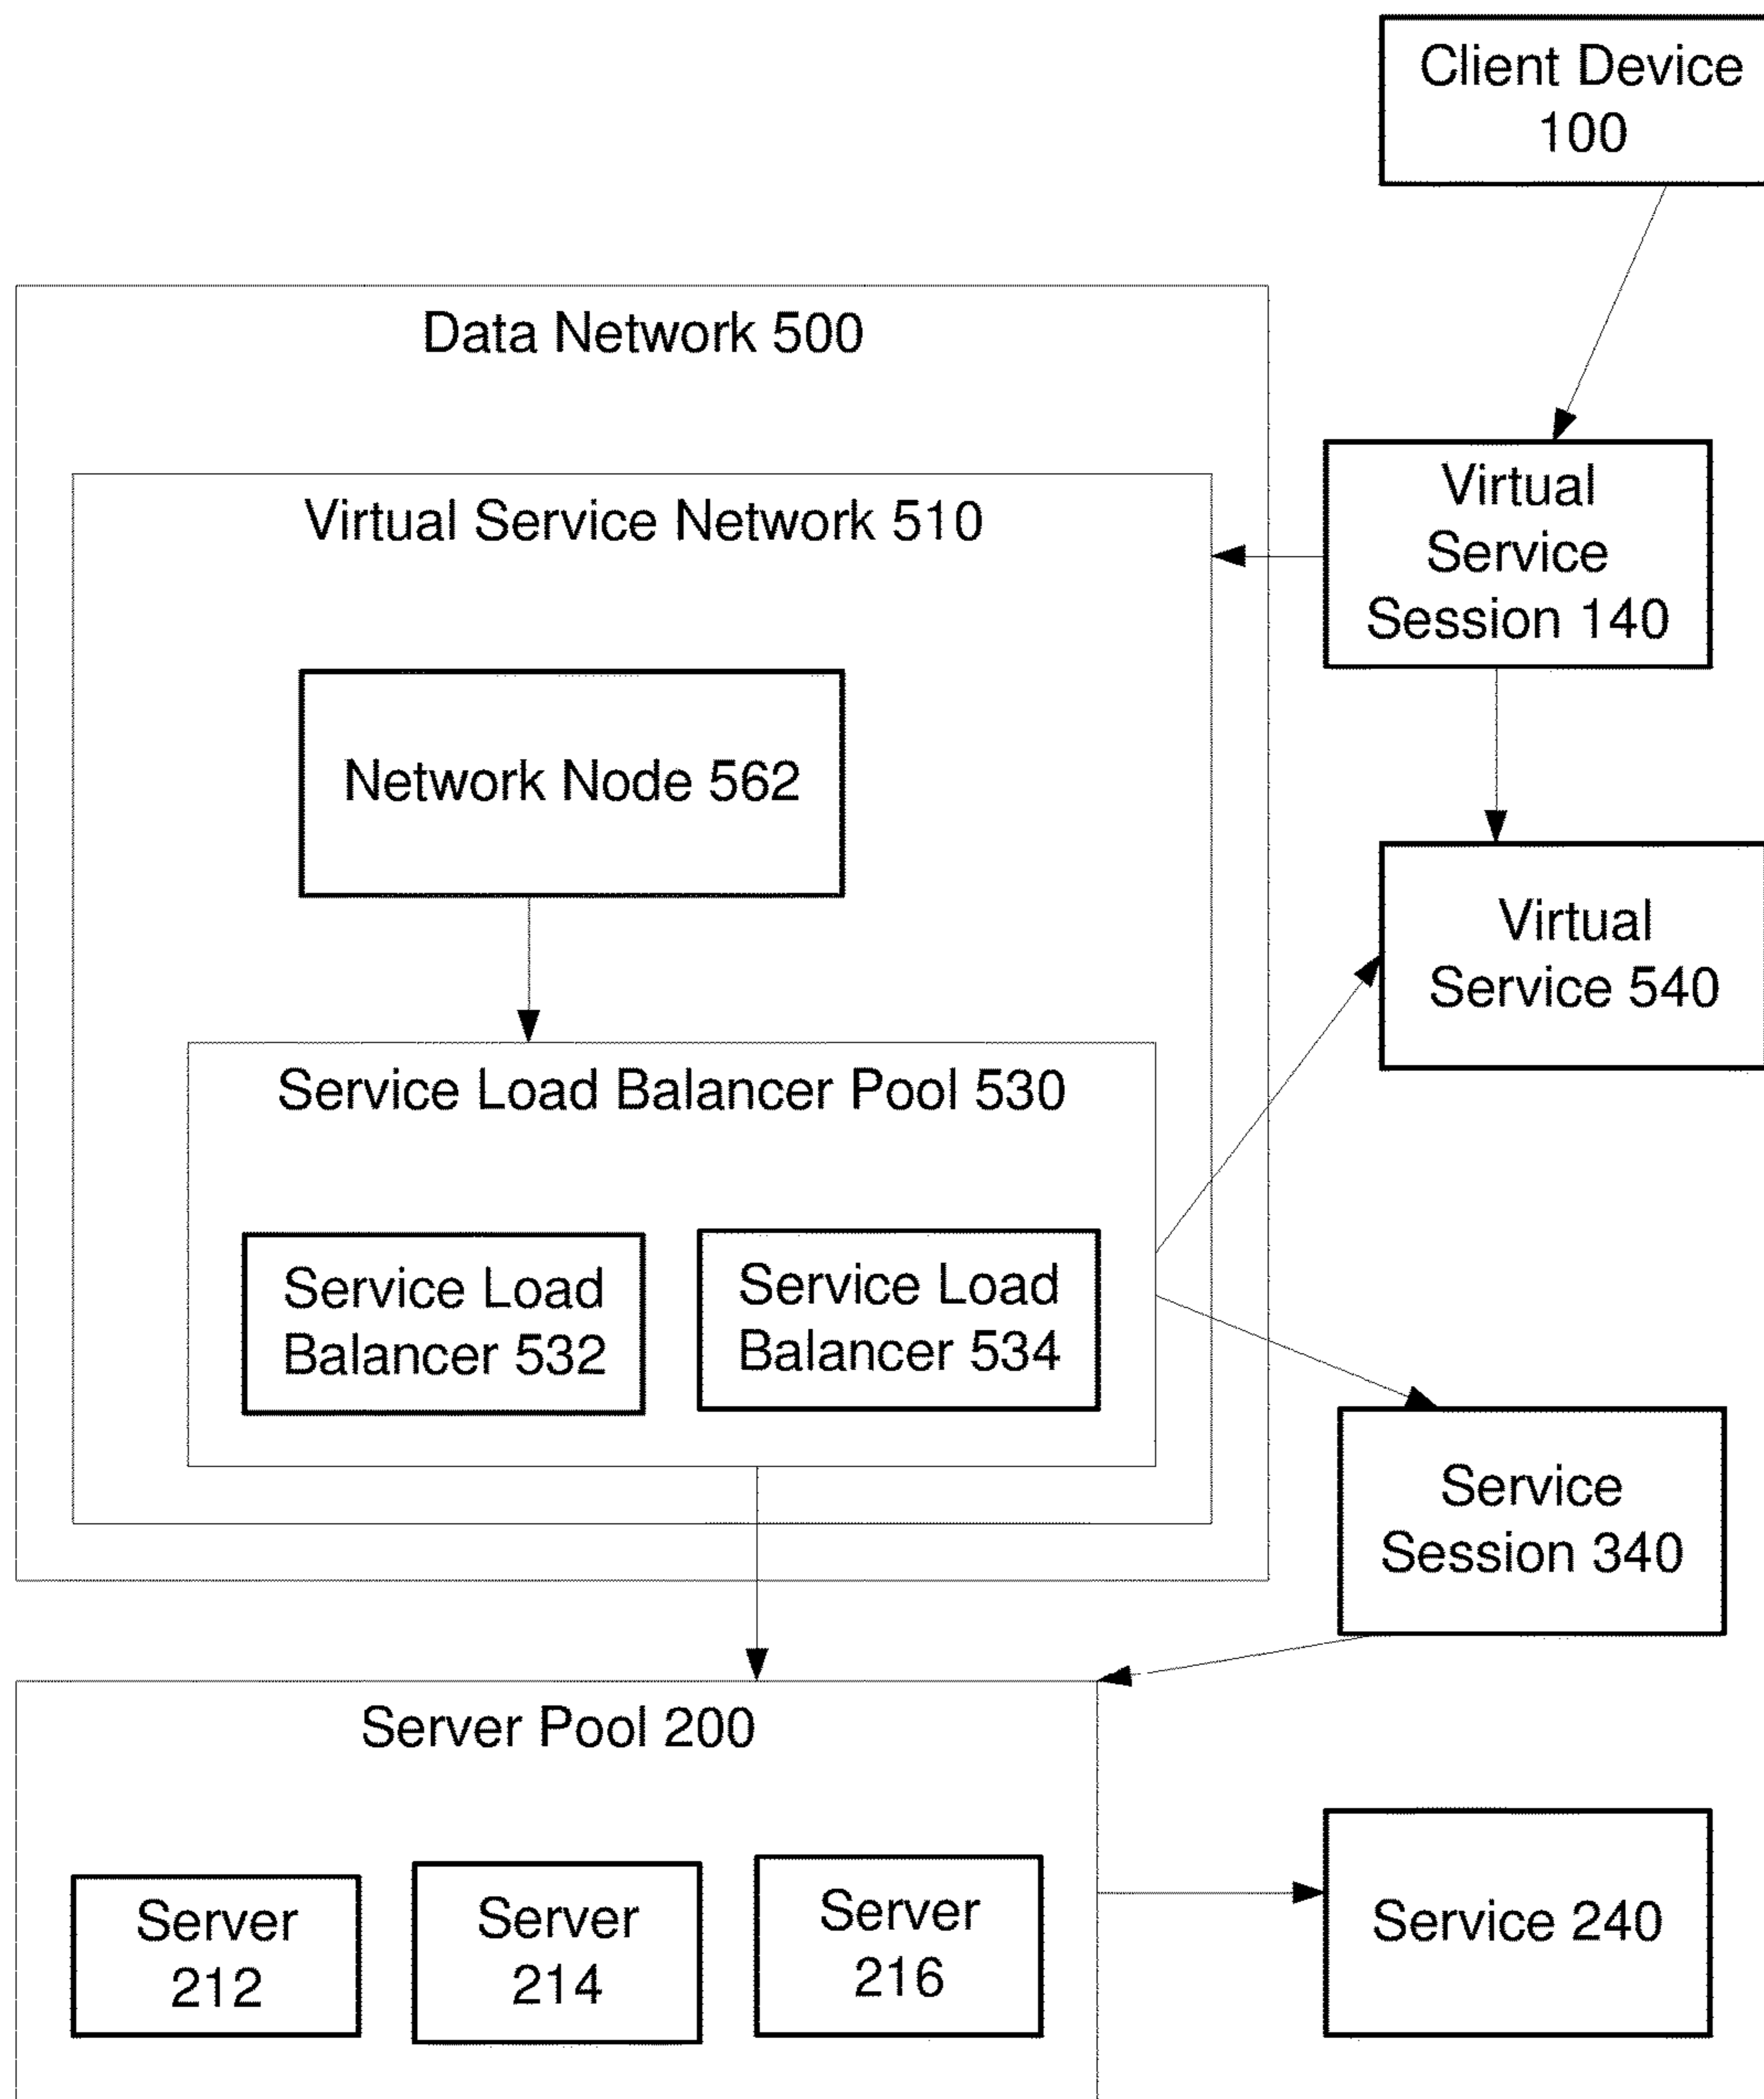 Client Device
100
Data Network 500
Virtual Service Network 510
Virtual
Service
Session 140
Network Node 562
Virtual
Service 540
Service Load Balancer Pool 530
Service Load
Balancer 532
Service Load
Balancer 534
Service
Session 340
Server Pool 200
Server
212
Server
214
Server
216
Service 240